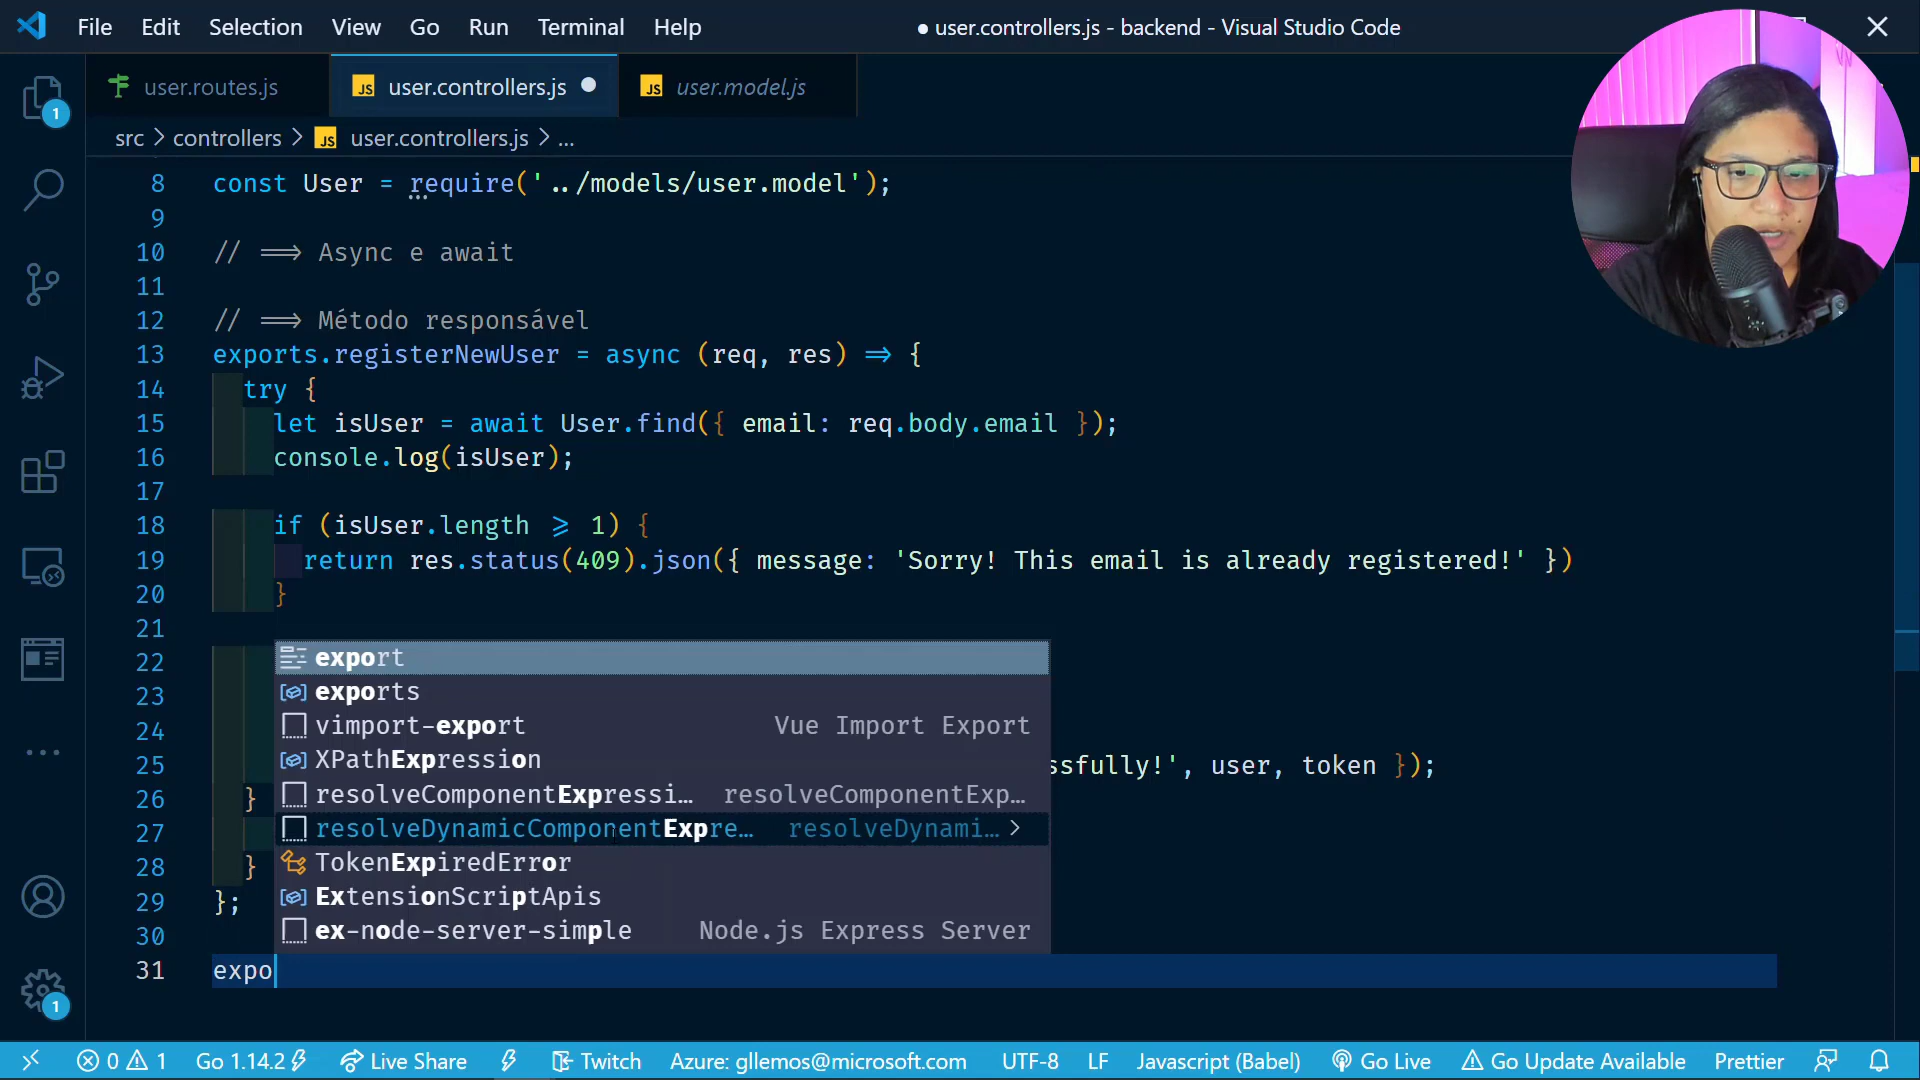 File Edit Selection View Go Run Terminal Help
● user.controllers.js - backend - Visual Studio Code
user.routes.js
JS user.controllers.js ●
JS user.model.js
src > controllers > JS user.controllers.js > ...
1
8 const User = require('../models/user.model');
9
10 // ==> Async e await
11
12 // ==> Método responsável
13 exports.registerNewUser = async (req, res) => {
14 try {
15 let isUser = await User.find({ email: req.body.email });
16 console.log(isUser);
17
18 if (isUser.length >= 1) {
19 return res.status(409).json({ message: 'Sorry! This email is already registered!' })
20 }
21
22
23
24
25 ssfully!', user, token });
26 }
27
28 }
29 };
30
31 expo
export
exports
vimport-export Vue Import Export
XPathExpression
resolveComponentExpressi… resolveComponentExp…
resolveDynamicComponentExpre… resolveDynami… >
TokenExpiredError
ExtensionScriptApis
ex-node-server-simple Node.js Express Server
1
0 1 Go 1.14.2 Live Share Twitch Azure: gllemos@microsoft.com UTF-8 LF Javascript (Babel) Go Live Go Update Available Prettier